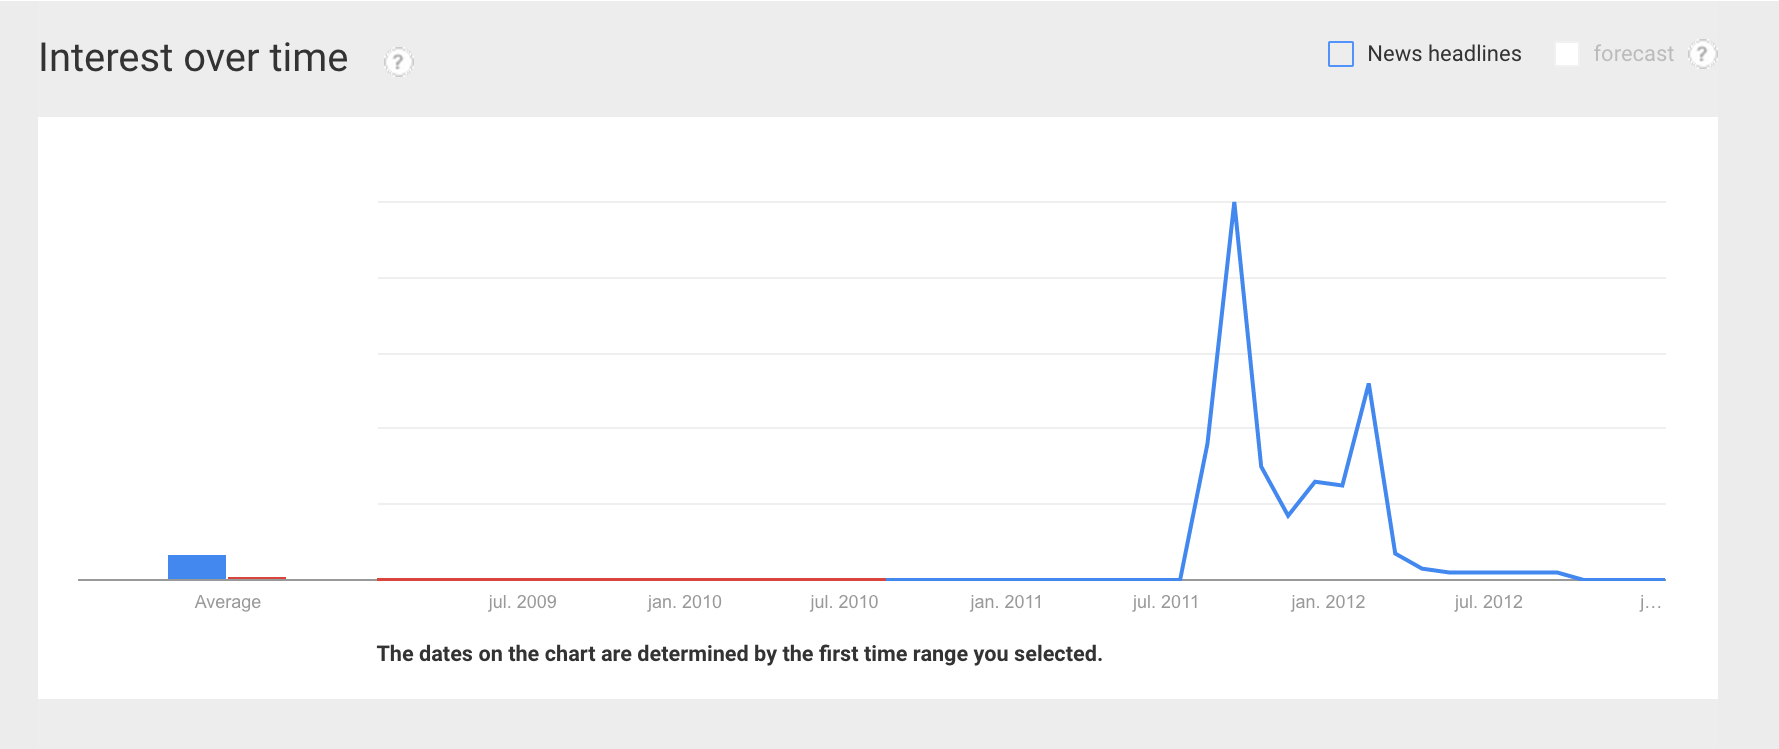 Interest over time ?
News headlines
forecast ?
Average
jul. 2009
jan. 2010
jul. 2010
jan. 2011
jul. 2011
jan. 2012
jul. 2012
j...
The dates on the chart are determined by the first time range you selected.